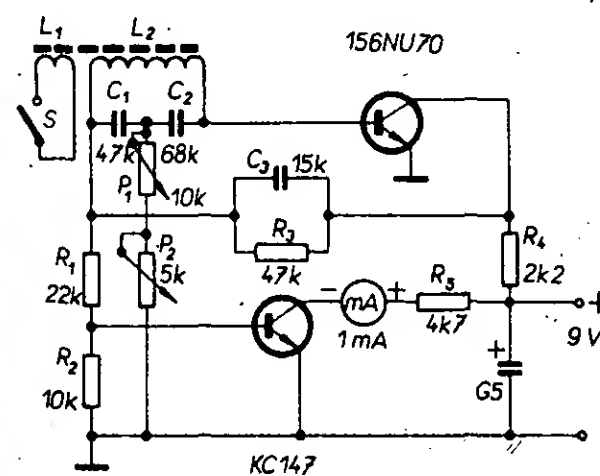 L1 L2
156NU70
S
C1 C2
47k 68k
C3 15k
P1 10k
R3
47k
R1
22k
P2
5k
R4
2k2
- mA +
1mA
R5
4k7
+
9V
R2
10k
+
G5
KC147